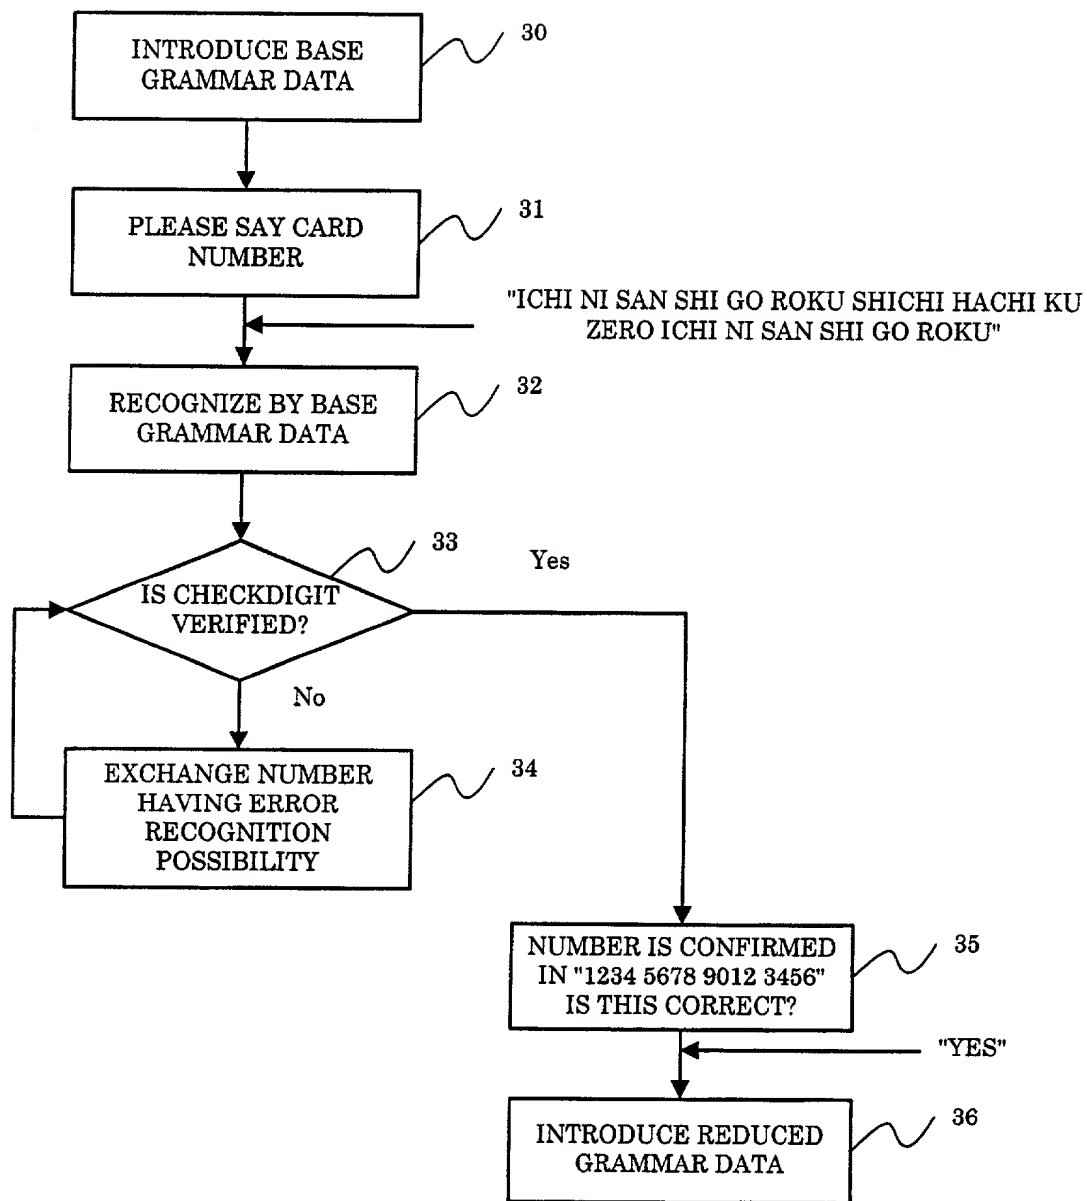 INTRODUCE BASE
GRAMMAR DATA
30
PLEASE SAY CARD
NUMBER
31
"ICHI NI SAN SHI GO ROKU SHICHI HACHI KU
ZERO ICHI NI SAN SHI GO ROKU"
RECOGNIZE BY BASE
GRAMMAR DATA
32
IS CHECKDIGIT
VERIFIED?
33
Yes
No
EXCHANGE NUMBER
HAVING ERROR
RECOGNITION
POSSIBILITY
34
NUMBER IS CONFIRMED
IN "1234 5678 9012 3456"
IS THIS CORRECT?
35
"YES"
INTRODUCE REDUCED
GRAMMAR DATA
36